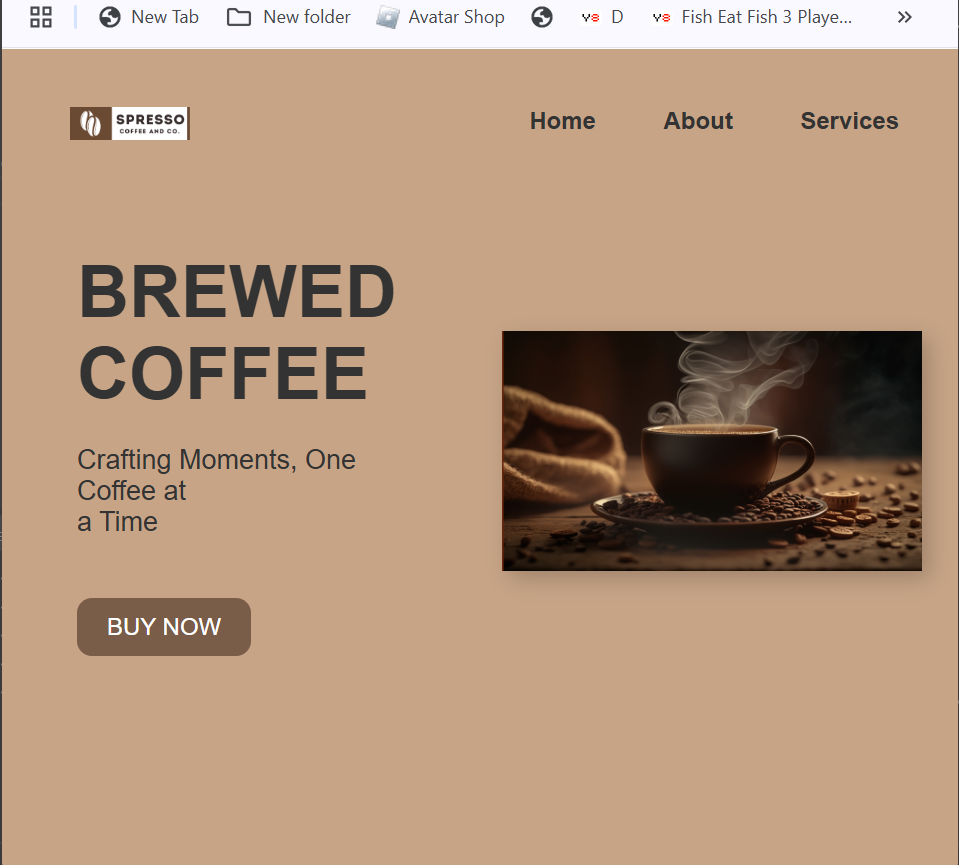 New Tab
New folder
Avatar Shop
D
Fish Eat Fish 3 Playe...
SPRESSO
COFFEE AND CO.
Home
About
Services
BREWED
COFFEE
Crafting Moments, One
Coffee at
a Time
BUY NOW